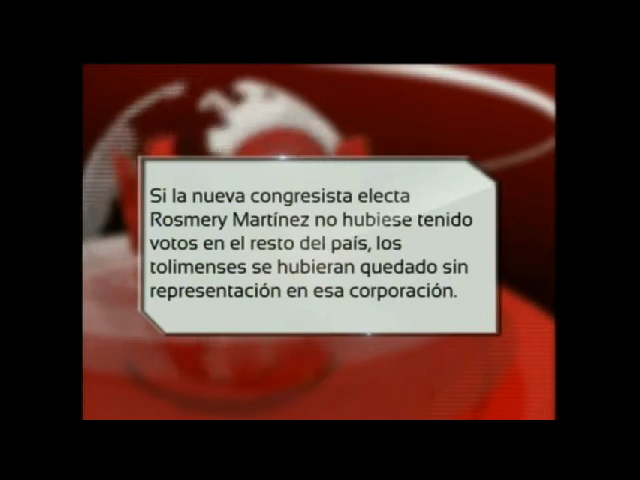 Si la nueva congresista electa
Rosmery Martínez no hubiese tenido
votos en el resto del país, los
tolimenses se hubieran quedado sin
representación en esa corporación.